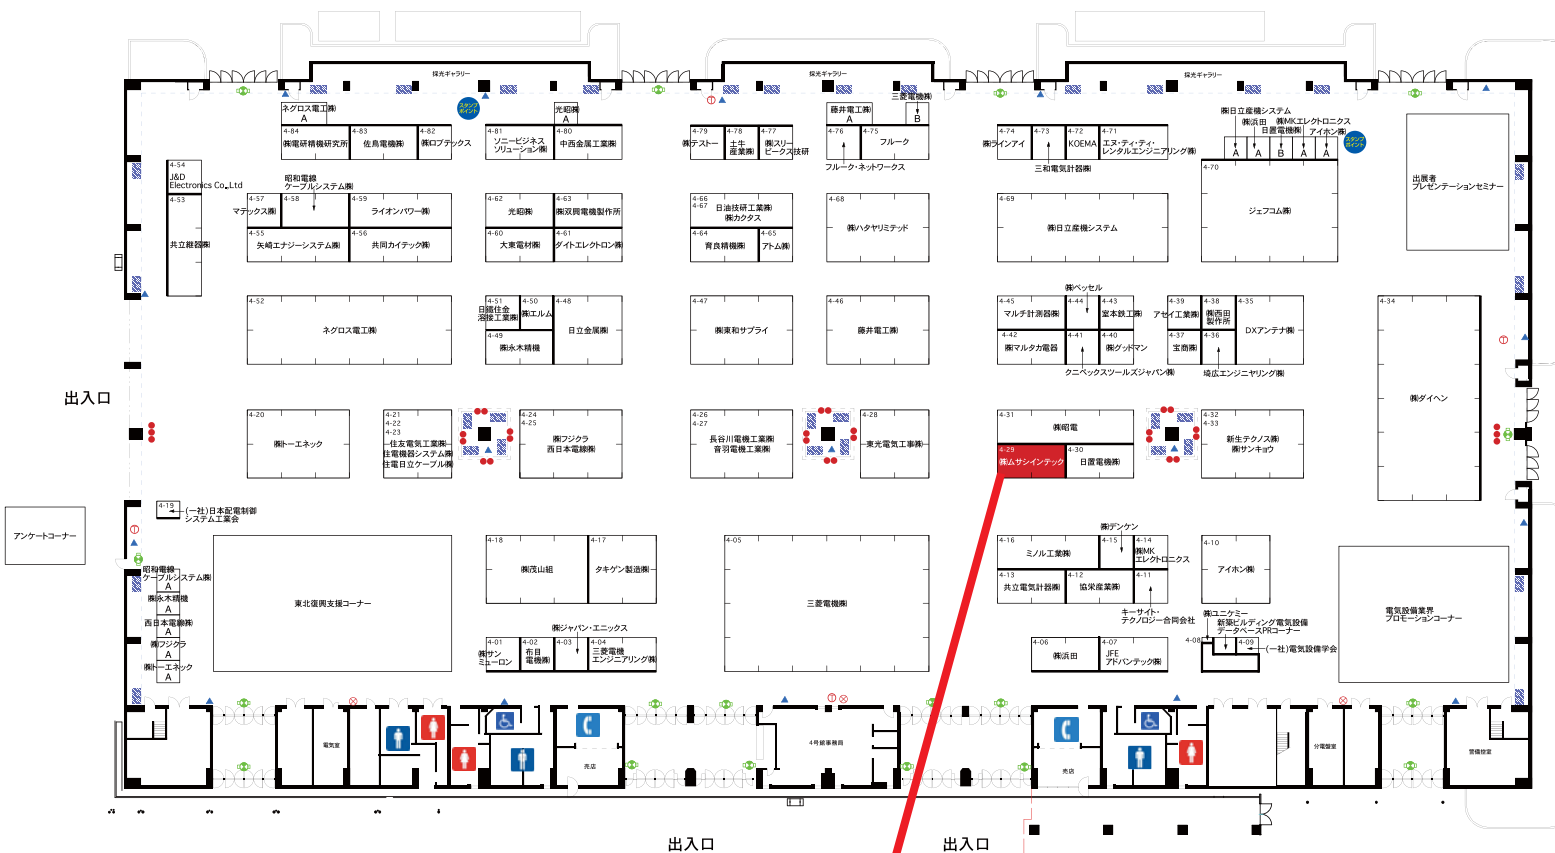 採光ギャラリー
採光ギャラリー
採光ギャラリー
ネグロス電工㈱
A
スタンプ
ポイント
光昭㈱
A
藤井電工㈱
A
三菱電機㈱
B
㈱日立産機システム
㈱浜田
㈱MKエレクトロニクス
日置電機㈱
アイホン㈱
A
A
B
A
A
スタンプ
ポイント
4-84
㈱電研精機研究所
4-83
佐鳥電機㈱
4-82
㈱ロブテックス
4-81
ソニービジネス
ソリューション㈱
4-80
中西金属工業㈱
4-79
㈱テストー
4-78
土牛
産業㈱
4-77
㈱スリー
ピークス技研
4-76
フルーク・ネットワークス
4-75
フルーク
4-74
㈱ラインアイ
4-73
三和電気計器㈱
4-72
KOEMA
4-71
エヌ・ティ・ティ・
レンタルエンジニアリング㈱
4-70
ジェフコム㈱
出展者
プレゼンテーションセミナー
4-54
J&D
Electronics Co.,Ltd
4-53
共立継器㈱
昭和電線
ケーブルシステム㈱
4-57
マテックス㈱
4-58
4-59
ライオンパワー㈱
4-55
矢崎エナジーシステム㈱
4-56
共同カイテック㈱
4-62
光昭㈱
4-63
㈱双興電機製作所
4-60
大東電材㈱
4-61
ダイトエレクトロン㈱
4-66
4-67
日油技研工業㈱
㈱カクタス
4-64
育良精機㈱
4-65
アトム㈱
4-68
㈱ハタヤリミテッド
4-69
㈱日立産機システム
4-52
ネグロス電工㈱
4-51
日鐵住金
溶接工業㈱
4-50
㈱エルム
4-49
㈱永木精機
4-48
日立金属㈱
4-47
㈱東和サプライ
4-46
藤井電工㈱
㈱ベッセル
4-45
マルチ計測器㈱
4-44
4-43
室本鉄工㈱
4-42
㈱マルタカ電器
4-41
クニペックスツールズジャパン㈱
4-40
㈱グッドマン
4-39
アセイ工業㈱
4-38
㈱西田
製作所
4-37
宝商㈱
4-36
埼広エンジニヤリング㈱
4-35
DXアンテナ㈱
4-34
㈱ダイヘン
出入口
4-20
㈱トーエネック
4-21
4-22
4-23
住友電気工業㈱
住電機器システム㈱
住電日立ケーブル㈱
4-24
4-25
㈱フジクラ
西日本電線㈱
4-26
4-27
長谷川電機工業㈱
音羽電機工業㈱
4-28
東光電気工事㈱
4-31
㈱昭電
4-29
㈱ムサシインテック
4-30
日置電機㈱
4-32
4-33
新生テクノス㈱
㈱サンキョウ
4-19
(一社)日本配電制御
システム工業会
アンケートコーナー
昭和電線
ケーブルシステム㈱
A
㈱永木精機
A
西日本電線㈱
A
㈱フジクラ
A
㈱トーエネック
A
東北復興支援コーナー
4-18
㈱茂山組
4-17
タキゲン製造㈱
4-05
三菱電機㈱
㈱デンケン
4-16
ミノル工業㈱
4-15
4-14
㈱MK
エレクトロニクス
4-13
共立電気計器㈱
4-12
協栄産業㈱
4-11
キーサイト・
テクノロジー合同会社
4-10
アイホン㈱
電気設備業界
プロモーションコーナー
㈱ジャパン・エニックス
4-01
㈱サン
ミューロン
4-02
布目
電機㈱
4-03
4-04
三菱電機
エンジニアリング㈱
4-06
㈱浜田
4-07
JFE
アドバンテック㈱
㈱ユニケミー
新築ビルディング電気設備
データベースPRコーナー
4-08
4-09
(一社)電気設備学会
電気室
売店
4号館事務局
売店
分電盤室
警備控室
出入口
出入口